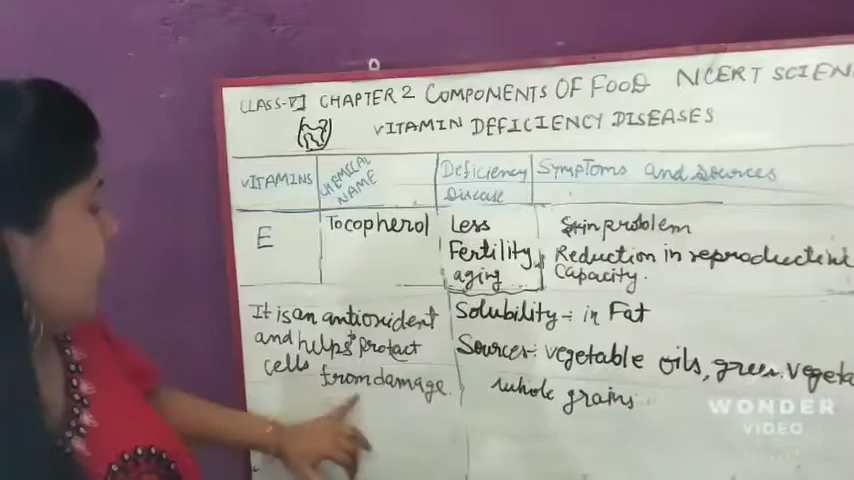 CLASS-VI CHAPTER 2 COMPONENTS OF FOOD NCERT SCIEN
VITAMIN DEFICIENCY DISEASES
VITAMINS
CHEMICAL NAME
Deficiency Disease
Symptoms and Sources
E
Tocopherol
Less
Fertility,
aging
Skin problem
Reduction in reproductive
Capacity.
It is an antioxident
and helps to protact
cells from damage.
Solubility :- in Fat
Sources:- vegetable oils, green vegeta
whole grains
WONDER
VIDEO